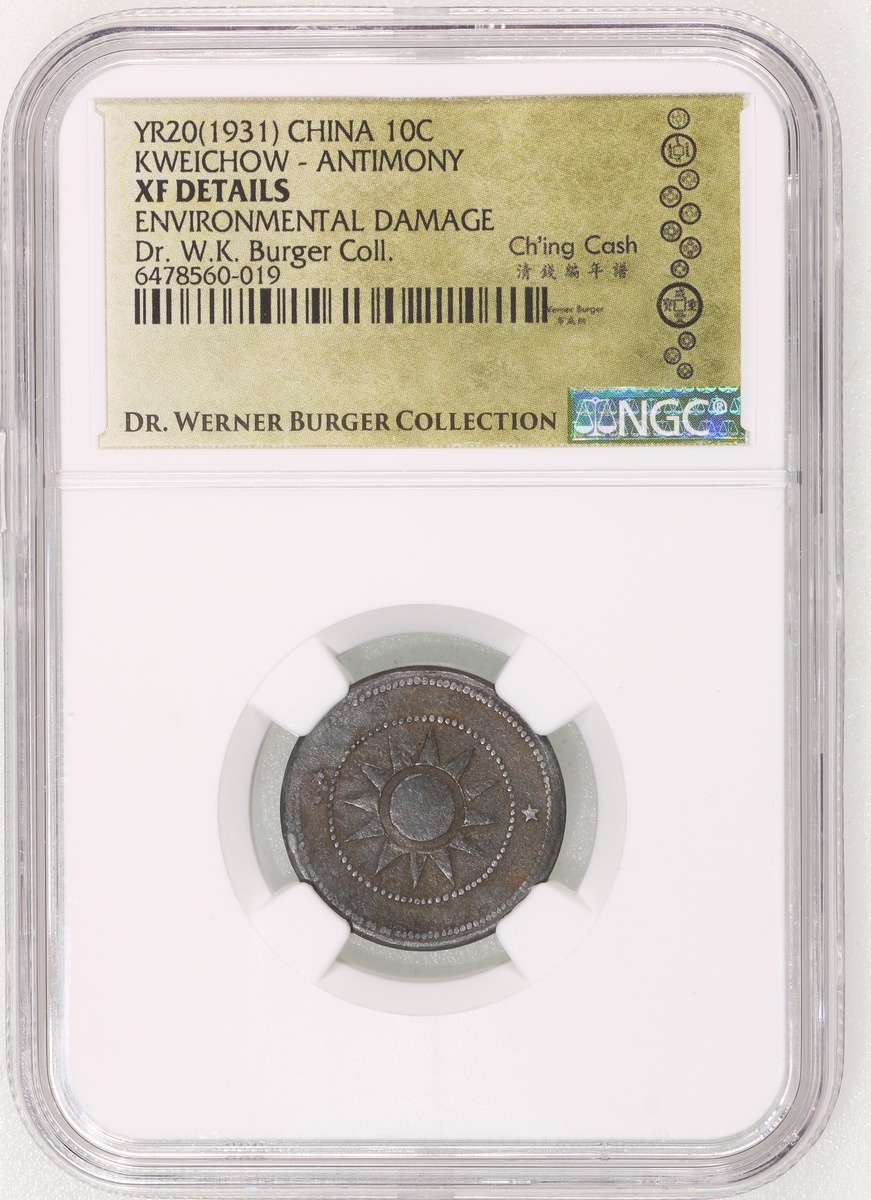 YR20(1931) CHINA 10C
KWEICHOW - ANTIMONY
XF DETAILS
ENVIRONMENTAL DAMAGE
Dr. W.K. Burger Coll.
6478560-019
Ch'ing Cash
清錢編年譜
Werner Burger
DR. WERNER BURGER COLLECTION
NGC®